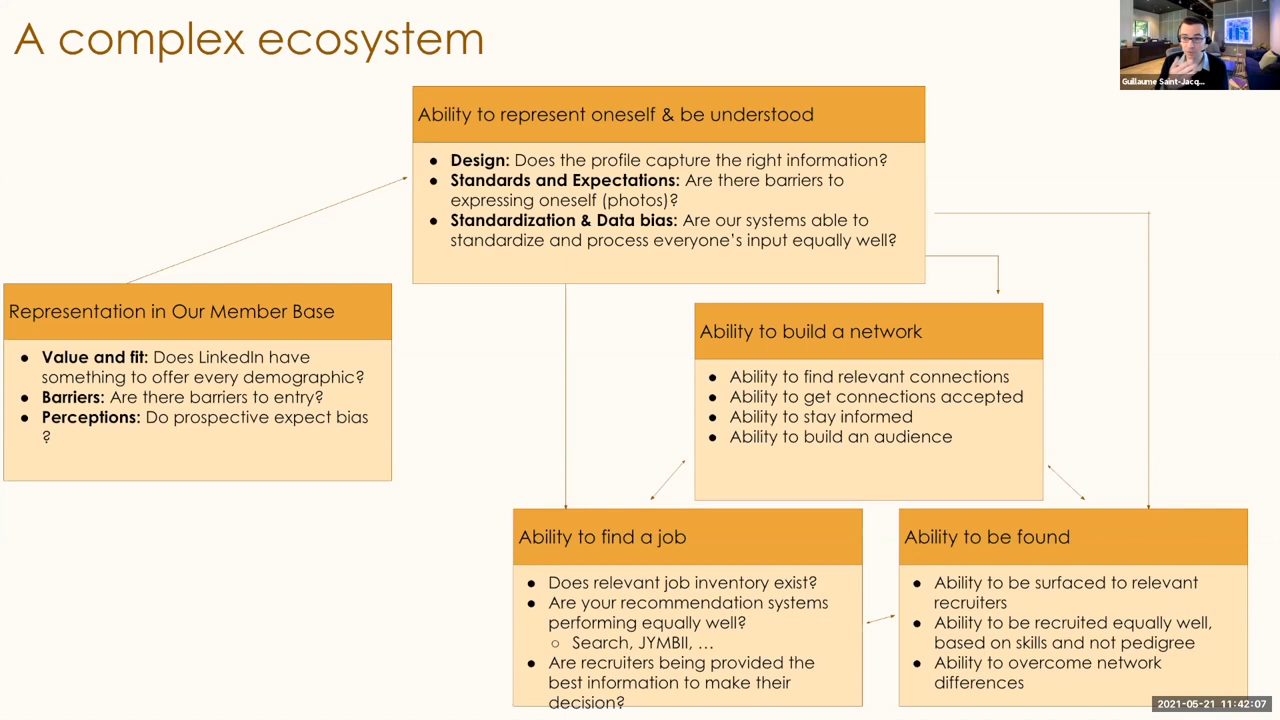 A complex ecosystem
Guillaume Saint-Jacq...
Ability to represent oneself & be understood
● Design: Does the profile capture the right information?
● Standards and Expectations: Are there barriers to
expressing oneself (photos)?
● Standardization & Data bias: Are our systems able to
standardize and process everyone's input equally well?
Representation in Our Member Base
● Value and fit: Does LinkedIn have
something to offer every demographic?
● Barriers: Are there barriers to entry?
● Perceptions: Do prospective expect bias
?
Ability to build a network
● Ability to find relevant connections
● Ability to get connections accepted
● Ability to stay informed
● Ability to build an audience
Ability to find a job
● Does relevant job inventory exist?
● Are your recommendation systems
performing equally well?
○ Search, JYMBII, …
● Are recruiters being provided the
best information to make their
decision?
Ability to be found
● Ability to be surfaced to relevant
recruiters
● Ability to be recruited equally well,
based on skills and not pedigree
● Ability to overcome network
differences
2021-05-21 11:42:07